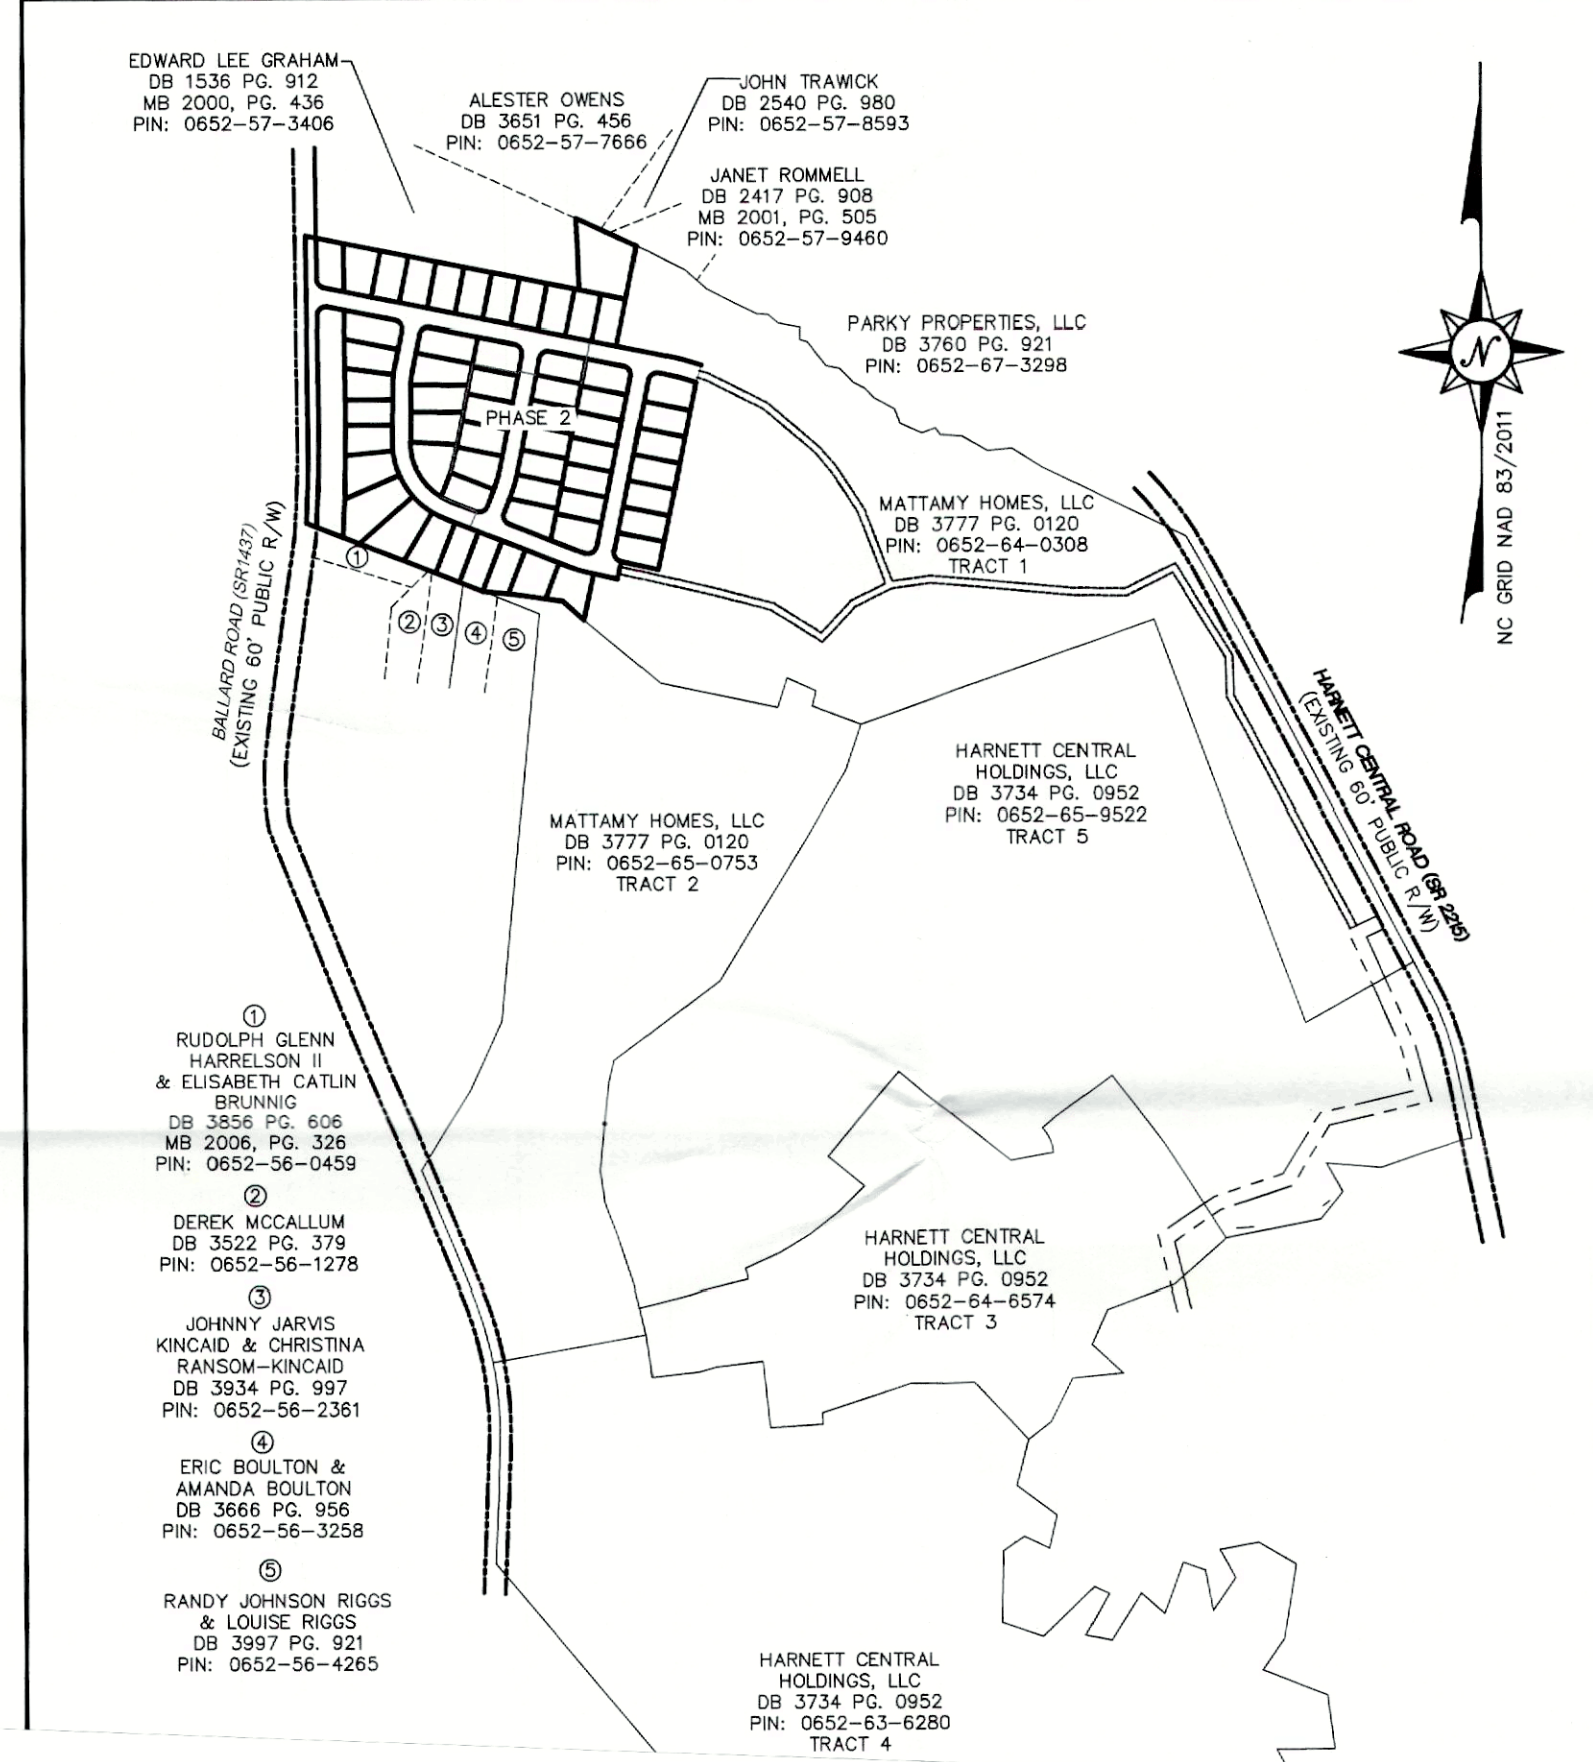 EDWARD LEE GRAHAM
DB 1536 PG. 912
MB 2000, PG. 436
PIN: 0652-57-3406
ALESTER OWENS
DB 3651 PG. 456
PIN: 0652-57-7666
JOHN TRAWICK
DB 2540 PG. 980
PIN: 0652-57-8593
JANET ROMMELL
DB 2417 PG. 908
MB 2001, PG. 505
PIN: 0652-57-9460
PARKY PROPERTIES, LLC
DB 3760 PG. 921
PIN: 0652-67-3298
N
NC GRID NAD 83/2011
PHASE 2
MATTAMY HOMES, LLC
DB 3777 PG. 0120
PIN: 0652-64-0308
TRACT 1
BALLARD ROAD (SR1437)
(EXISTING 60' PUBLIC R/W)
①
②
③
④
⑤
HARNETT CENTRAL ROAD (SR 2215)
(EXISTING 60' PUBLIC R/W)
HARNETT CENTRAL
HOLDINGS, LLC
DB 3734 PG. 0952
PIN: 0652-65-9522
TRACT 5
MATTAMY HOMES, LLC
DB 3777 PG. 0120
PIN: 0652-65-0753
TRACT 2
①
RUDOLPH GLENN
HARRELSON II
& ELISABETH CATLIN
BRUNNIG
DB 3856 PG. 606
MB 2006, PG. 326
PIN: 0652-56-0459
②
DEREK MCCALLUM
DB 3522 PG. 379
PIN: 0652-56-1278
③
JOHNNY JARVIS
KINCAID & CHRISTINA
RANSOM-KINCAID
DB 3934 PG. 997
PIN: 0652-56-2361
④
ERIC BOULTON &
AMANDA BOULTON
DB 3666 PG. 956
PIN: 0652-56-3258
⑤
RANDY JOHNSON RIGGS
& LOUISE RIGGS
DB 3997 PG. 921
PIN: 0652-56-4265
HARNETT CENTRAL
HOLDINGS, LLC
DB 3734 PG. 0952
PIN: 0652-64-6574
TRACT 3
HARNETT CENTRAL
HOLDINGS, LLC
DB 3734 PG. 0952
PIN: 0652-63-6280
TRACT 4